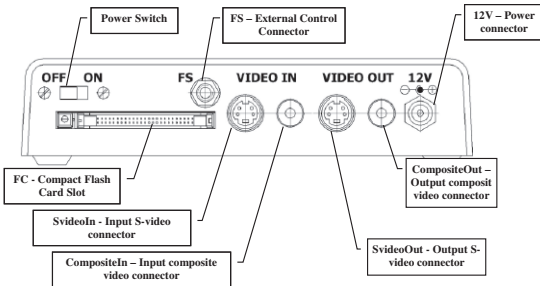 Power Switch
FS – External Control
Connector
12V – Power
connector
OFF ON FS VIDEO IN VIDEO OUT 12V
FC - Compact Flash
Card Slot
CompositeOut –
Output composit
video connector
SvideoIn - Input S-video
connector
SvideoOut - Output S-
video connector
CompositeIn – Input composite
video connector